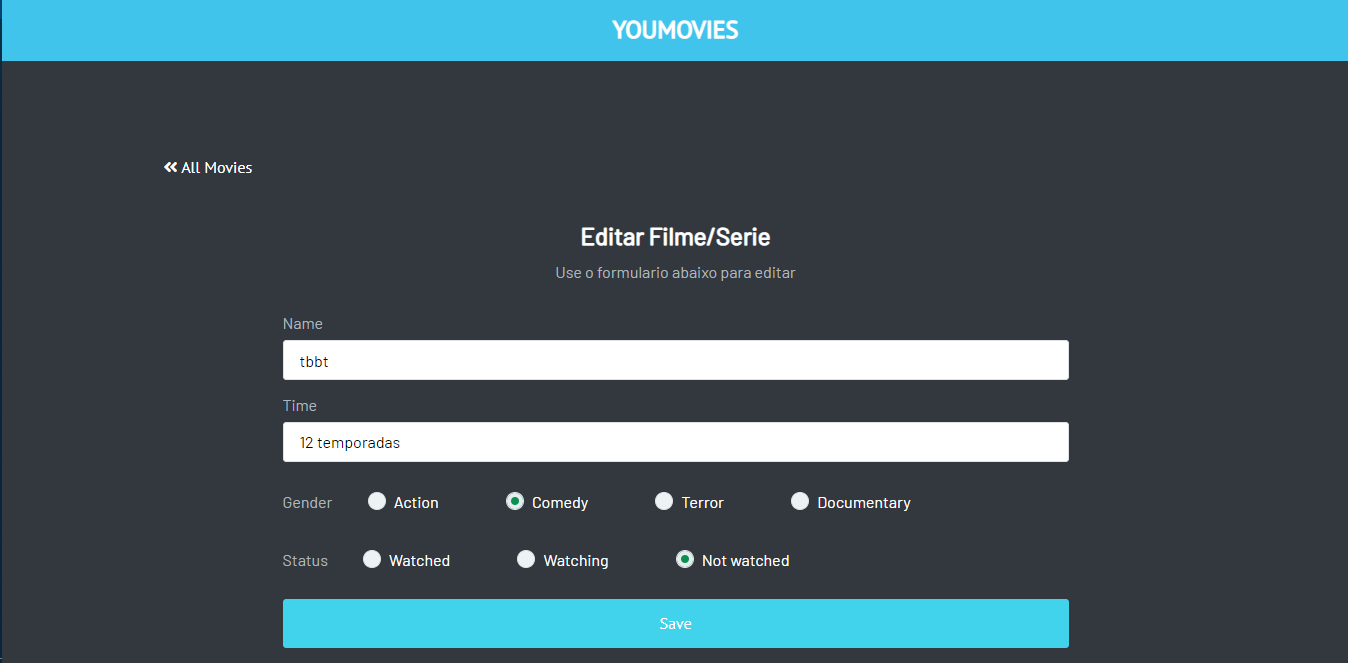 YOUMOVIES
All Movies
Editar Filme/Serie
Use o formulario abaixo para editar
Name
tbbt
Time
12 temporadas
Gender Action Comedy Terror Documentary
Status Watched Watching Not watched
Save